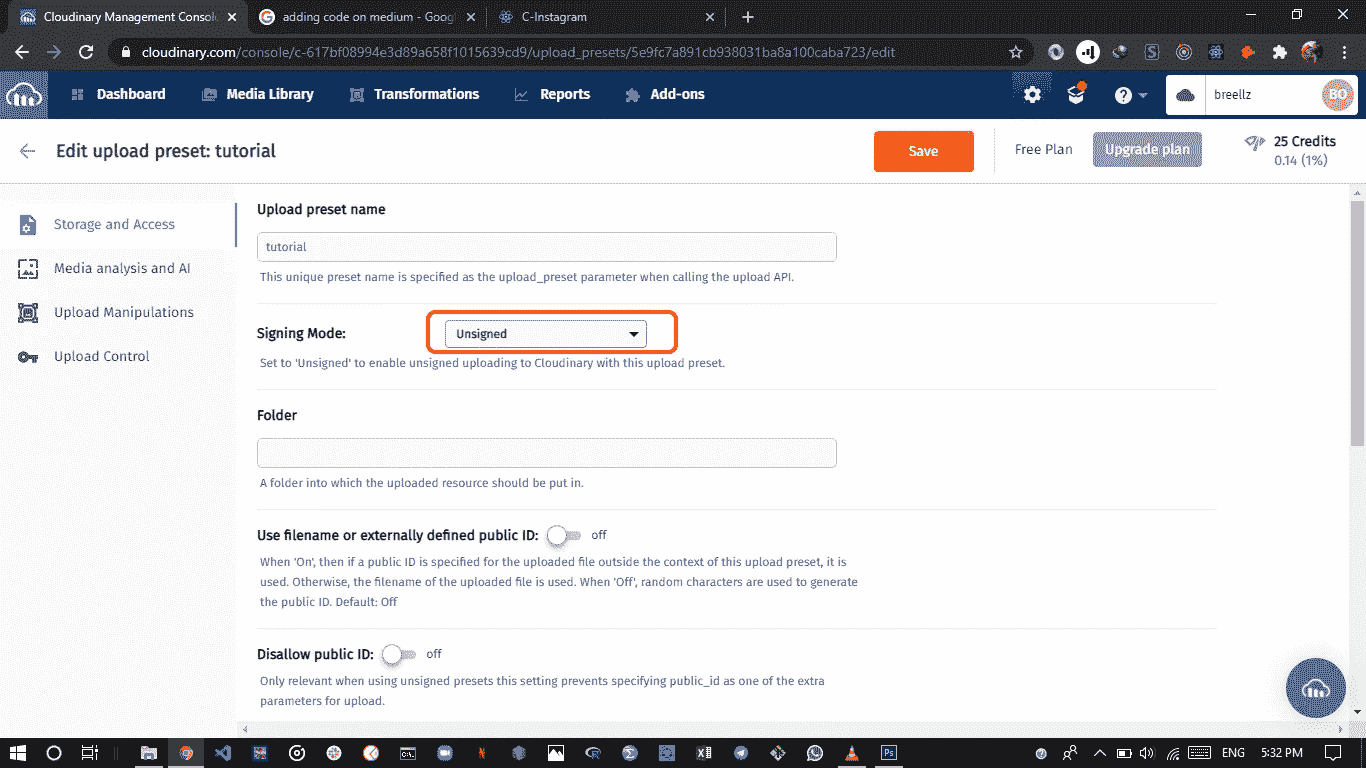 Cloudinary Management Consol
adding code on medium - Goog
C-Instagram
cloudinary.com/console/c-617bf08994e3d89a658f1015639cd9/upload_presets/5e9fc7a891cb938031ba8a100caba723/edit
Dashboard
Media Library
Transformations
Reports
Add-ons
breellz
BO
Edit upload preset: tutorial
Save
Free Plan
Upgrade plan
25 Credits
0.14 (1%)
Storage and Access
Media analysis and AI
Upload Manipulations
Upload Control
Upload preset name
tutorial
This unique preset name is specified as the upload_preset parameter when calling the upload API.
Signing Mode:
Unsigned
Set to 'Unsigned' to enable unsigned uploading to Cloudinary with this upload preset.
Folder
A folder into which the uploaded resource should be put in.
Use filename or externally defined public ID:
off
When 'On', then if a public ID is specified for the uploaded file outside the context of this upload preset, it is
used. Otherwise, the filename of the uploaded file is used. When 'Off', random characters are used to generate
the public ID. Default: Off
Disallow public ID:
off
Only relevant when using unsigned presets this setting prevents specifying public_id as one of the extra
parameters for upload.
ENG
5:32 PM